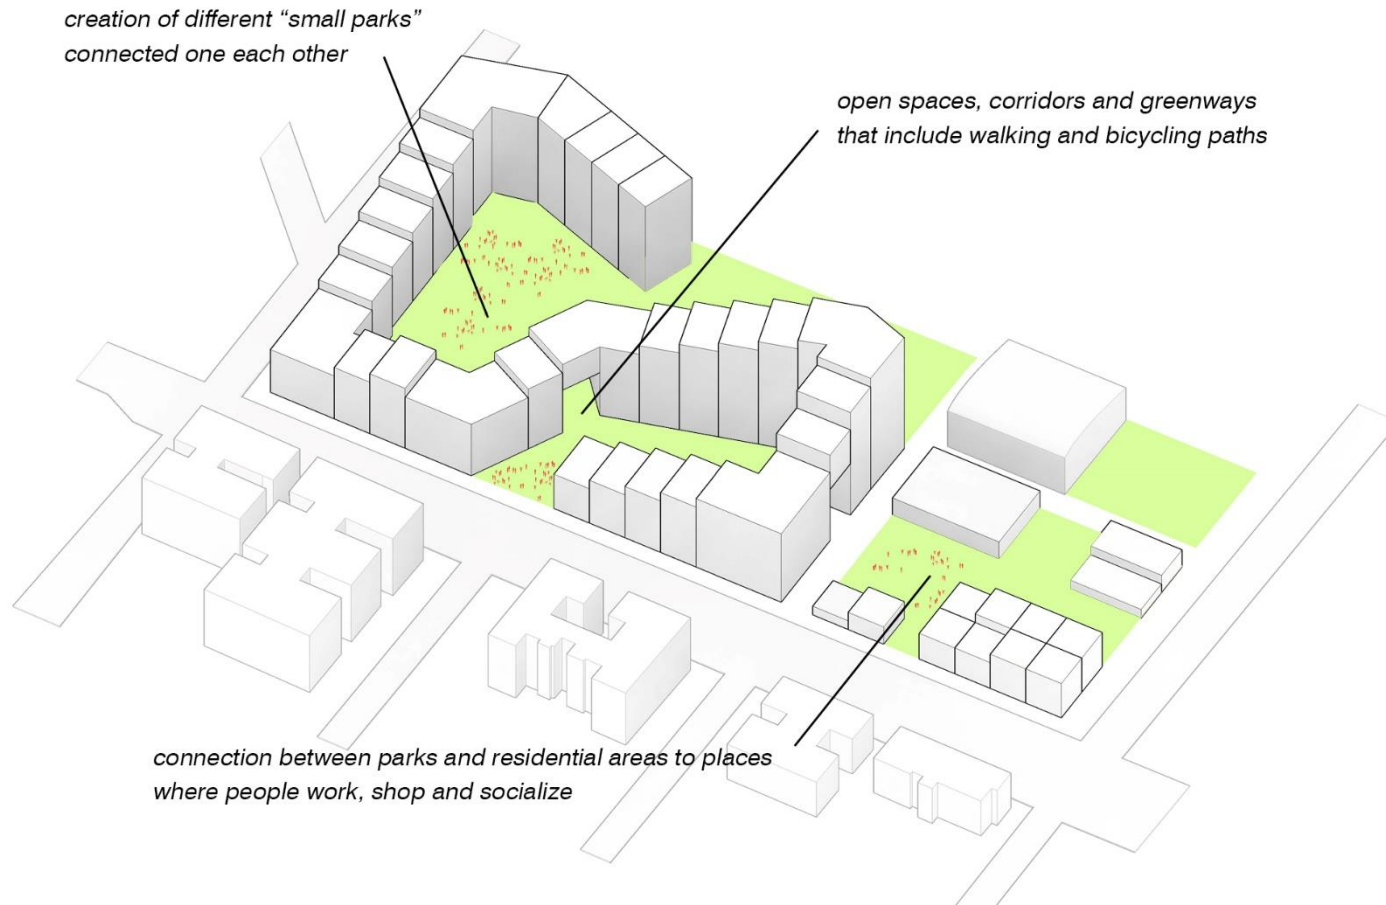 creation of different “small parks”
connected one each other
open spaces, corridors and greenways
that include walking and bicycling paths
connection between parks and residential areas to places
where people work, shop and socialize